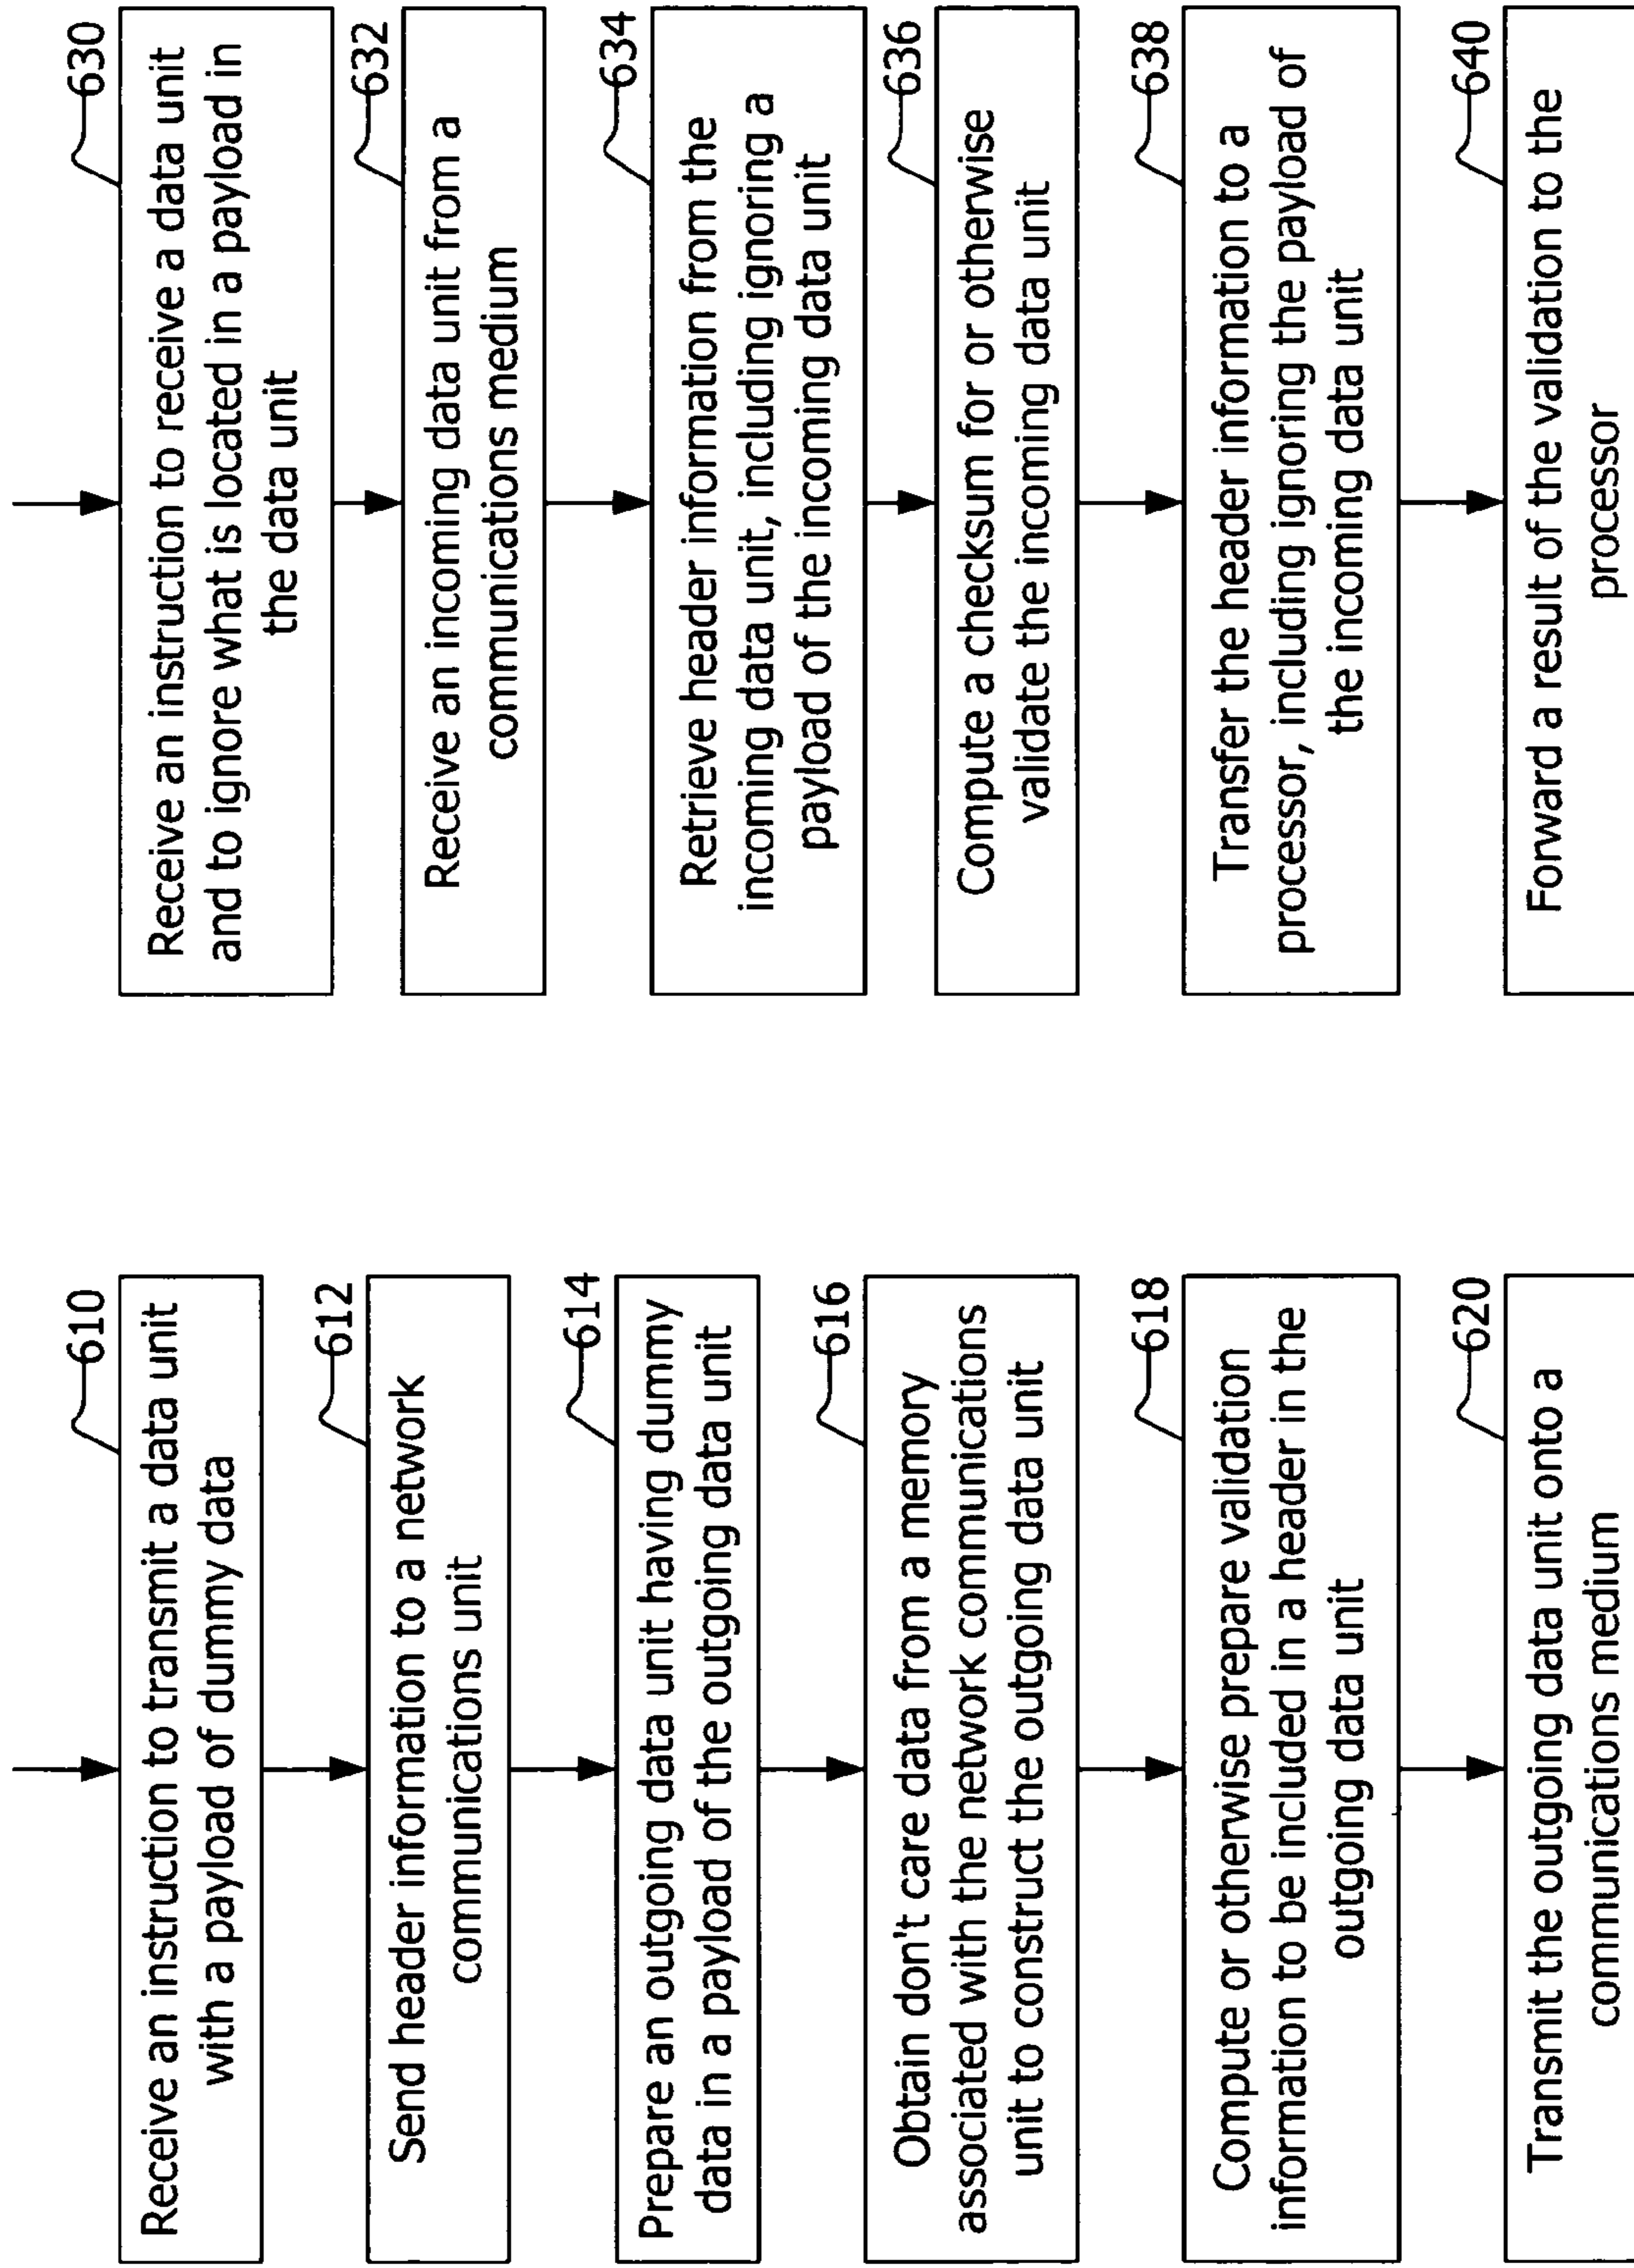 610
Receive an instruction to transmit a data unit
with a payload of dummy data
612
Send header information to a network
communications unit
614
Prepare an outgoing data unit having dummy
data in a payload of the outgoing data unit
616
Obtain don't care data from a memory
associated with the network communications
unit to construct the outgoing data unit
618
Compute or otherwise prepare validation
information to be included in a header in the
outgoing data unit
620
Transmit the outgoing data unit onto a
communications medium
630
Receive an instruction to receive a data unit
and to ignore what is located in a payload in
the data unit
632
Receive an incoming data unit from a
communications medium
634
Retrieve header information from the
incoming data unit, including ignoring a
payload of the incoming data unit
636
Compute a checksum for or otherwise
validate the incoming data unit
638
Transfer the header information to a
processor, including ignoring the payload of
the incoming data unit
640
Forward a result of the validation to the
processor